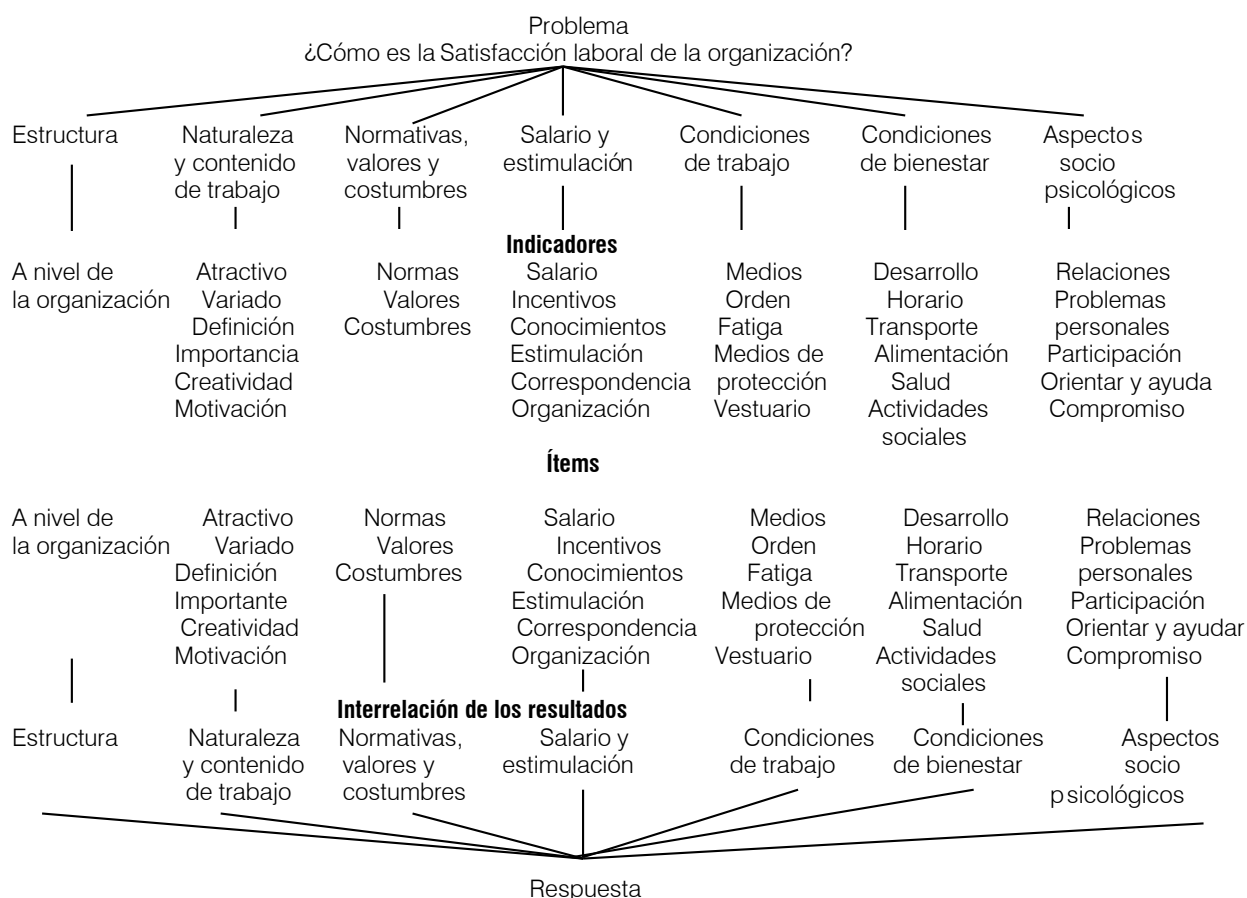 Problema
¿Cómo es la Satisfacción laboral de la organización?
Estructura
Naturaleza
y contenido
de trabajo
Normativas,
valores y
costumbres
Salario y
estimulación
Condiciones
de trabajo
Condiciones
de bienestar
Aspectos
socio
psicológicos
Indicadores
A nivel de
la organización
Atractivo
Variado
Definición
Importancia
Creatividad
Motivación
Normas
Valores
Costumbres
Salario
Incentivos
Conocimientos
Estimulación
Correspondencia
Organización
Medios
Orden
Fatiga
Medios de
protección
Vestuario
Desarrollo
Horario
Transporte
Alimentación
Salud
Actividades
sociales
Relaciones
Problemas
personales
Participación
Orientar y ayuda
Compromiso
Ítems
A nivel de
la organización
Atractivo
Variado
Definición
Importante
Creatividad
Motivación
Normas
Valores
Costumbres
Salario
Incentivos
Conocimientos
Estimulación
Correspondencia
Organización
Medios
Orden
Fatiga
Medios de
protección
Vestuario
Desarrollo
Horario
Transporte
Alimentación
Salud
Actividades
sociales
Relaciones
Problemas
personales
Participación
Orientar y ayudar
Compromiso
Interrelación de los resultados
Estructura
Naturaleza
y contenido
de trabajo
Normativas,
valores y
costumbres
Salario y
estimulación
Condiciones
de trabajo
Condiciones
de bienestar
Aspectos
socio
psicológicos
Respuesta